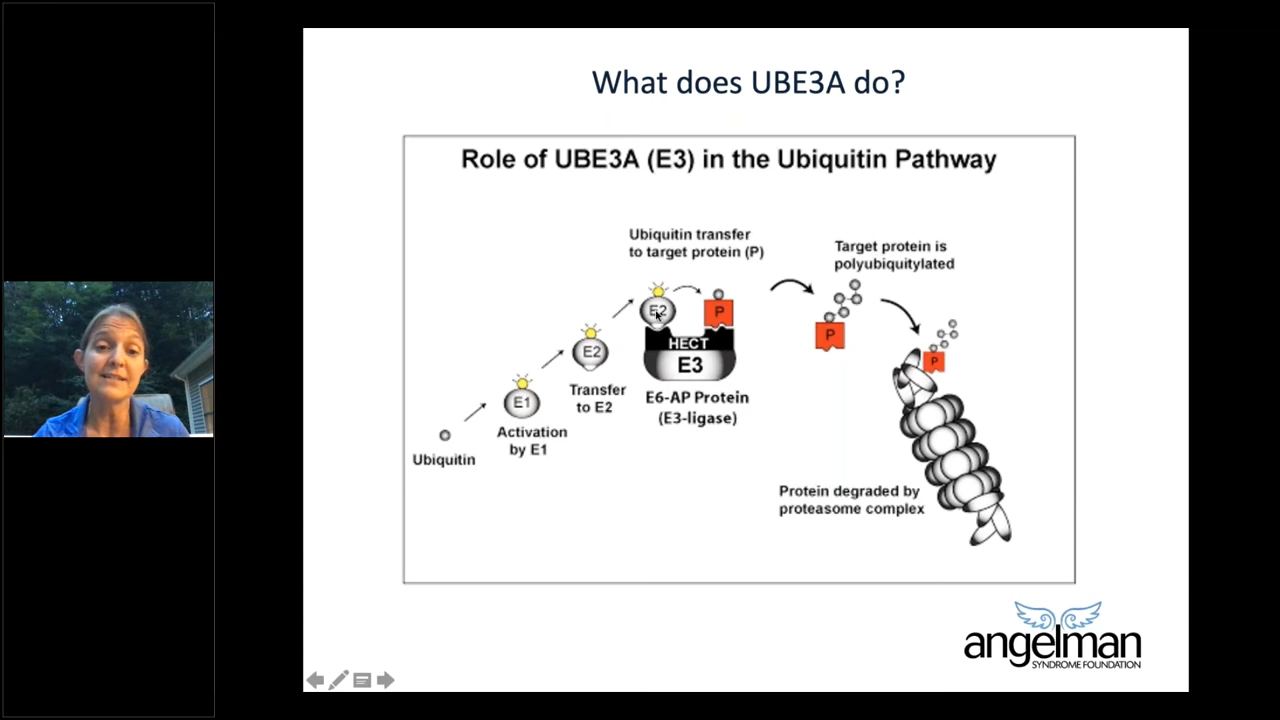 What does UBE3A do?
Role of UBE3A (E3) in the Ubiquitin Pathway
Ubiquitin transfer
to target protein (P)
Target protein is
polyubiquitylated
E2
P
HECT
E3
E6-AP Protein
(E3-ligase)
P
P
E2
Transfer
to E2
E1
Activation
by E1
Ubiquitin
Protein degraded by
proteasome complex
angelman
SYNDROME FOUNDATION